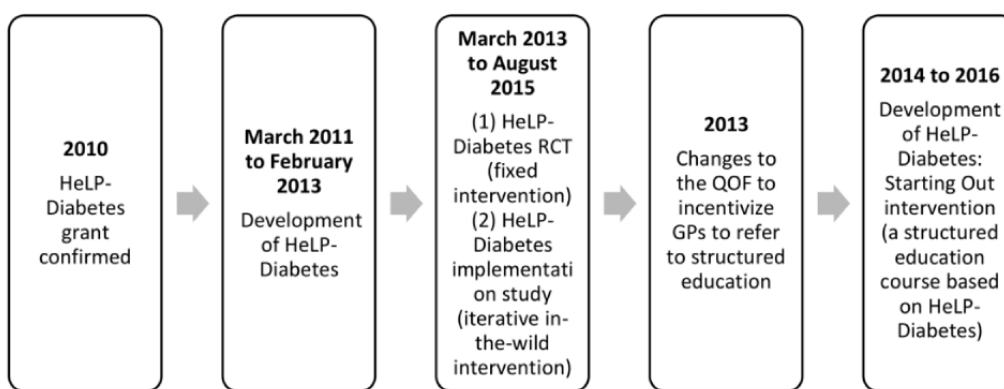 2010
HeLP-
Diabetes
grant
confirmed
March 2011
to February
2013
Development
of HeLP-
Diabetes
March 2013
to August
2015
(1) HeLP-
Diabetes RCT
(fixed
intervention)
(2) HeLP-
Diabetes
implementati
on study
(iterative in-
the-wild
intervention)
2013
Changes to
the QOF to
incentivize
GPs to refer
to structured
education
2014 to 2016
Development
of HeLP-
Diabetes:
Starting Out
intervention
(a structured
education
course based
on HeLP-
Diabetes)